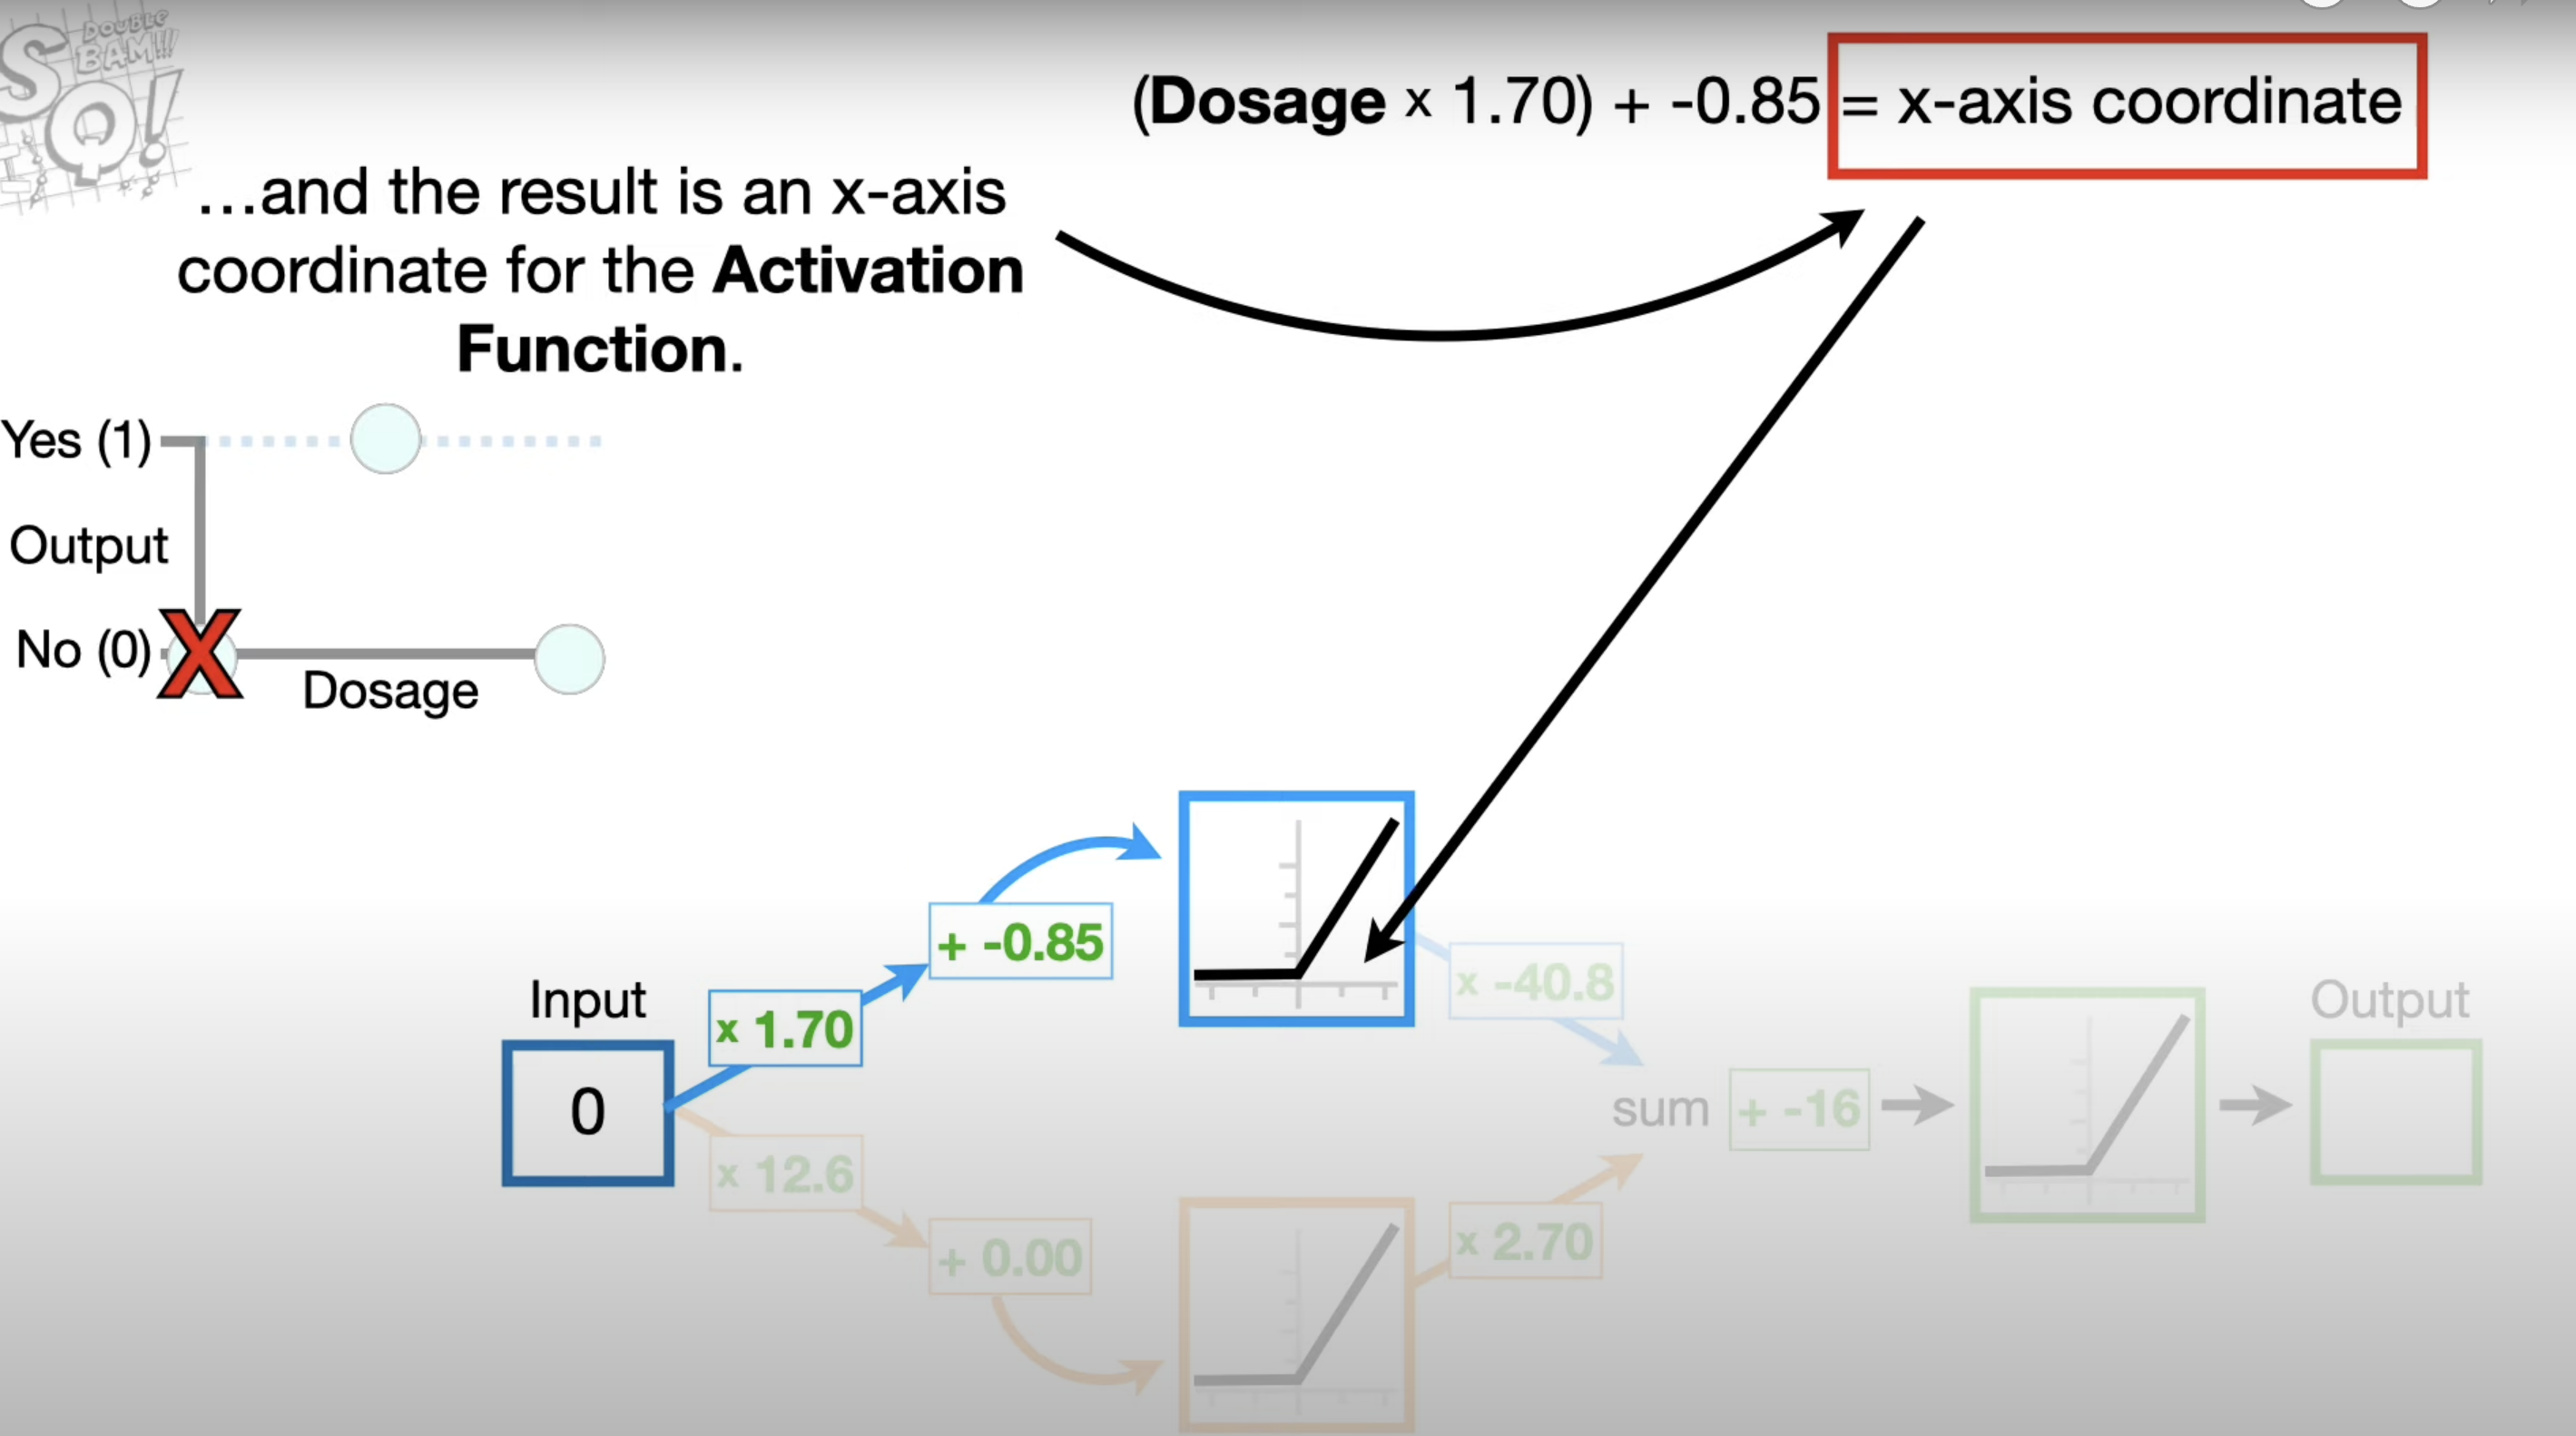 DOUBLE
BAM!!!
SQ!
(Dosage x 1.70) + -0.85 = x-axis coordinate
...and the result is an x-axis
coordinate for the Activation
Function.
Yes (1)
Output
No (0)
X
Dosage
+ -0.85
Input
x 1.70
0
x 12.6
+ 0.00
x -40.8
sum
+ -16
x 2.70
Output